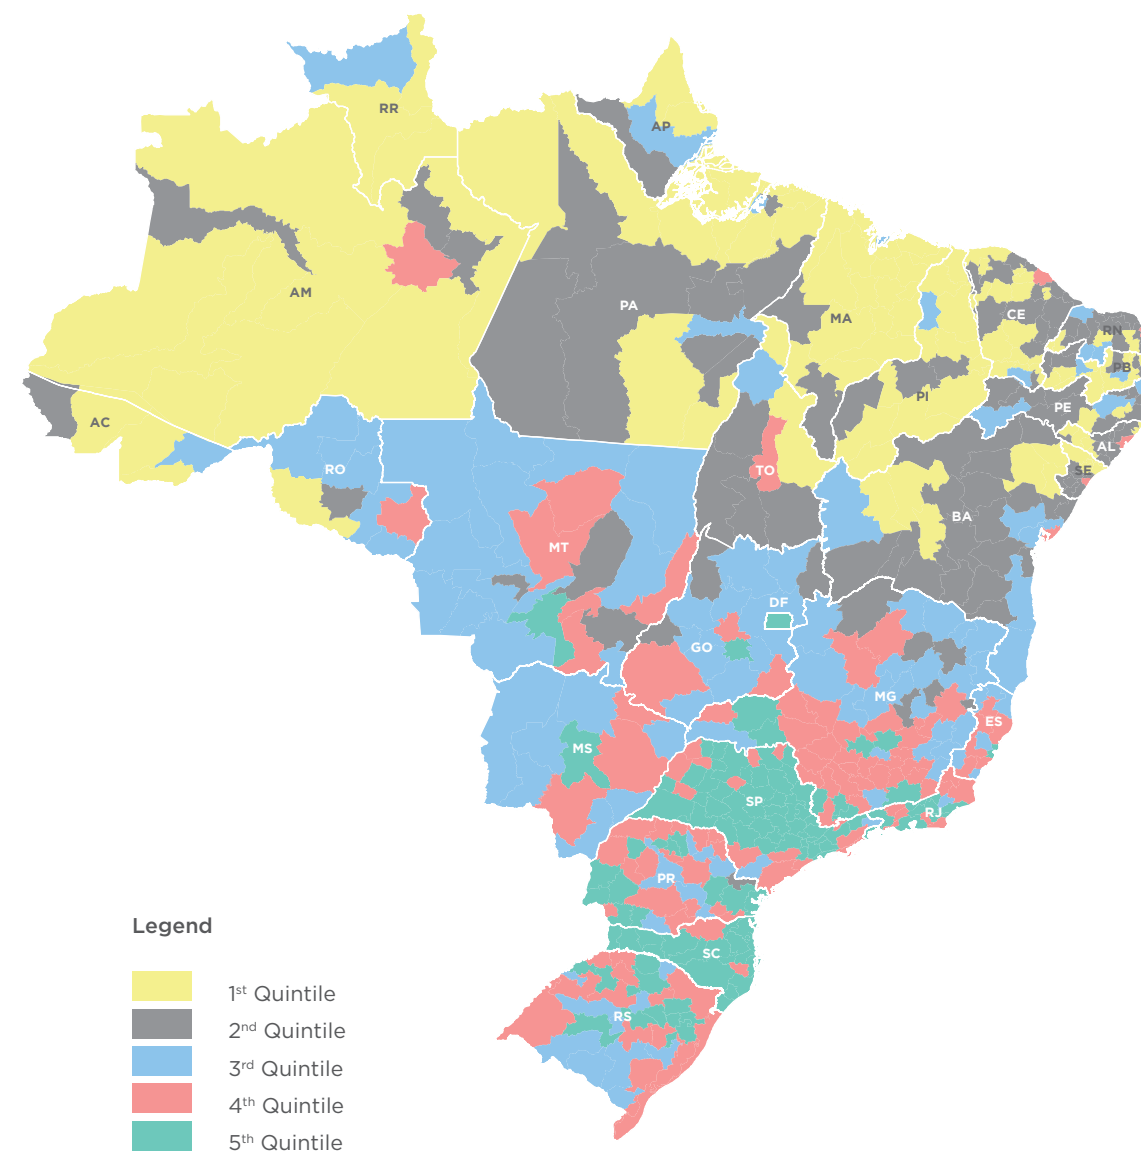 RR
AP
AM
PA
MA
CE
RN
PB
PI
PE
AC
AL
RO
TO
SE
BA
MT
DF
GO
MG
ES
MS
SP
RJ
PR
SC
RS
Legend
1st Quintile
2nd Quintile
3rd Quintile
4th Quintile
5th Quintile